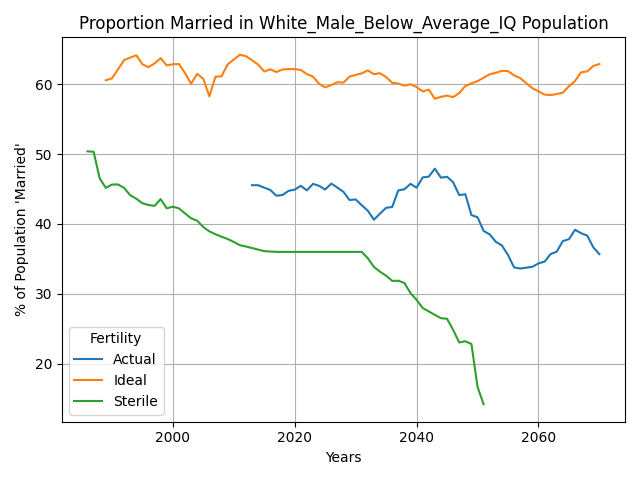 Proportion Married in White_Male_Below_Average_IQ Population
% of Population 'Married'
60
50
40
30
20
Fertility
Actual
Ideal
Sterile
2000 2020 2040 2060
Years